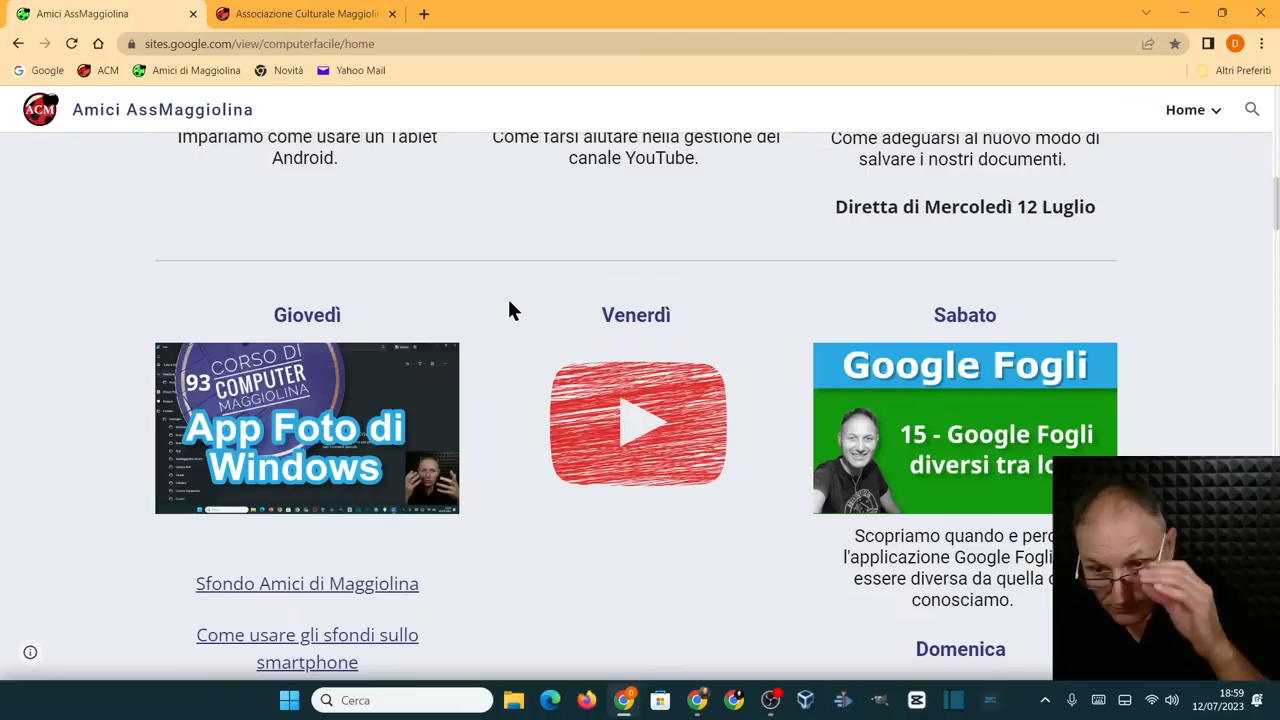 Amici AssMaggiolina
Associazione Culturale Maggioli
sites.google.com/view/computerfacile/home
Google
ACM
Amici di Maggiolina
Novità
Yahoo Mail
Altri Preferiti
ACM
Amici AssMaggiolina
Home
Impariamo come usare un Tablet
Android.
Come farsi aiutare nella gestione del
canale YouTube.
Come adeguarsi al nuovo modo di
salvare i nostri documenti.
Diretta di Mercoledì 12 Luglio
Giovedì
Venerdì
Sabato
93
CORSO DI
COMPUTER
MAGGIOLINA
App Foto di
Windows
Google Fogli
15 - Google Fogli
diversi tra lo
Scopriamo quando e perc
l'applicazione Google Fogli
essere diversa da quella c
conosciamo.
Sfondo Amici di Maggiolina
Come usare gli sfondi sullo
smartphone
Domenica
Cerca
18:59
12/07/2023